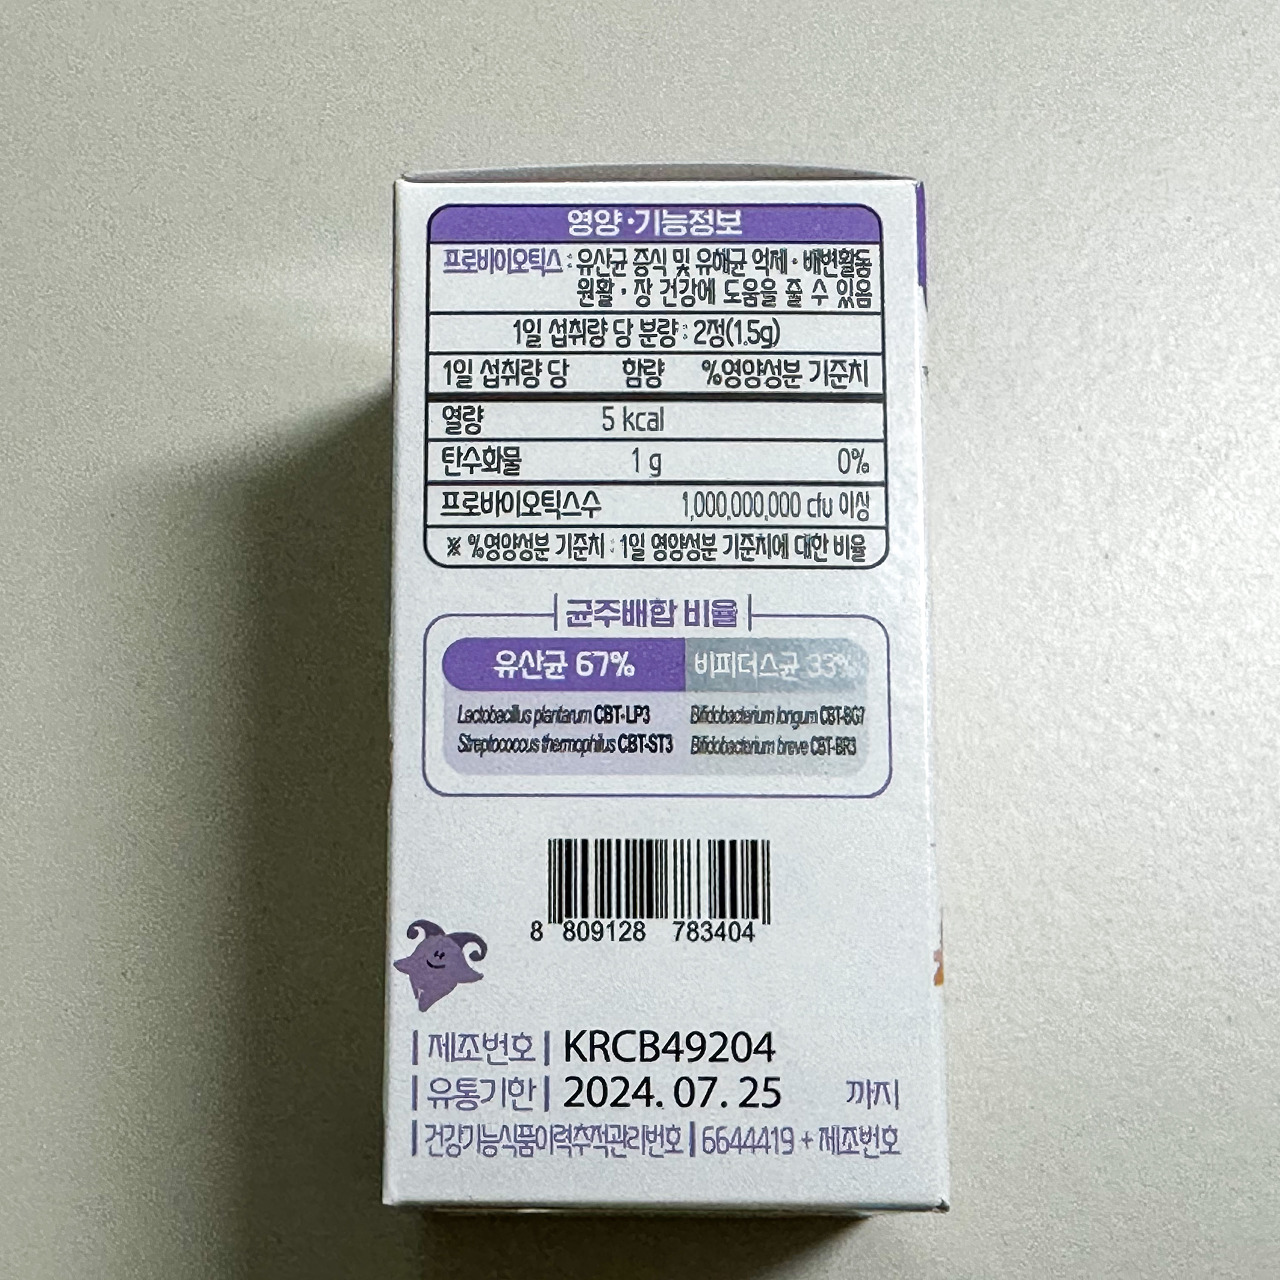 영양·기능정보
프로바이오틱스 : 유산균 증식 및 유해균 억제·배변활동
원활·장 건강에 도움을 줄 수 있음
1일 섭취량 당 분량 : 2정(1.5g)
1일 섭취량 당 함량 %영양성분 기준치
열량 5 kcal
탄수화물 1 g 0%
프로바이오틱스수 1,000,000,000 cfu 이상
※ %영양성분 기준치 : 1일 영양성분 기준치에 대한 비율
균주배합 비율
유산균 67% 비피더스균 33%
Lactobacillus plantarum CBT-LP3 Bifidobacterium longum CBT-BG7
Streptococcus thermophilus CBT-ST3 Bifidobacterium breve CBT-BR3
8 809128 783404
제조번호 KRCB49204
유통기한 2024. 07. 25 까지
건강기능식품이력추적관리번호 6644419 + 제조번호